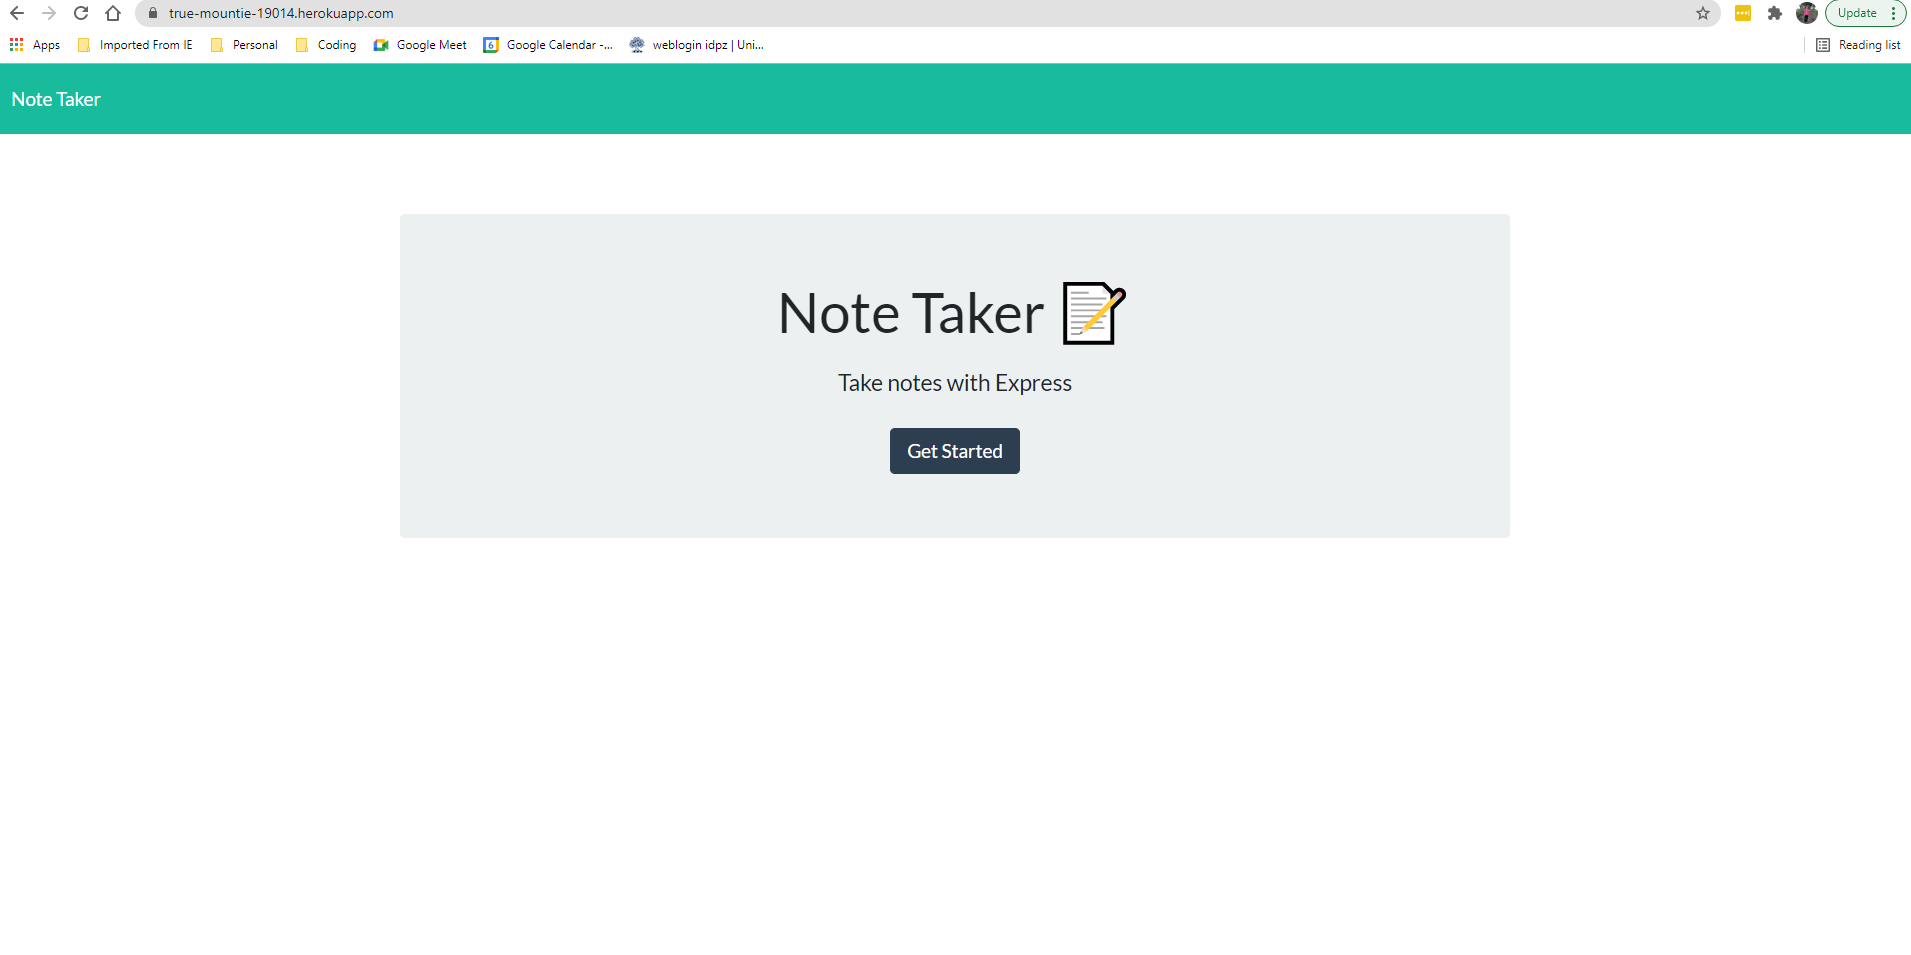 true-mountie-19014.herokuapp.com
Update
Apps Imported From IE Personal Coding Google Meet 6 Google Calendar -... weblogin idpz | Uni... Reading list
Note Taker
Note Taker
Take notes with Express
Get Started